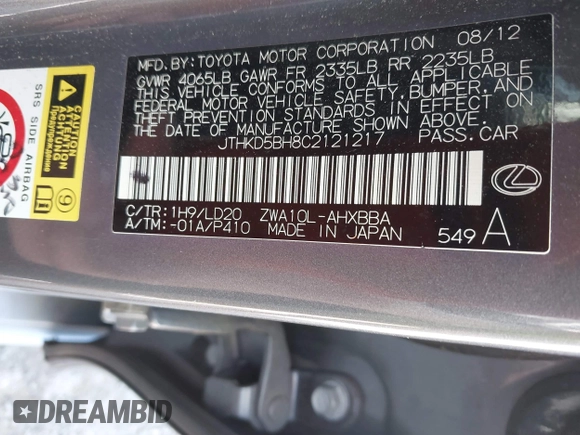 MFD. BY: TOYOTA MOTOR CORPORATION 08/12
GVWR 4065LB GAWR FR 2335LB RR 2235LB
THIS VEHICLE CONFORMS TO ALL APPLICABLE
FEDERAL MOTOR VEHICLE SAFETY, BUMPER, AND
THEFT PREVENTION STANDARDS IN EFFECT ON
THE DATE OF MANUFACTURE SHOWN ABOVE.
JTHKD5BH8C2121217 PASS. CAR
C/TR: 1H9/LD20 ZWA10L-AHXBBA
A/TM: -01A/P410 MADE IN JAPAN
549 A
SRS SIDE AIRBAG
CAUTION
ATTENTION
9
DREAMBID